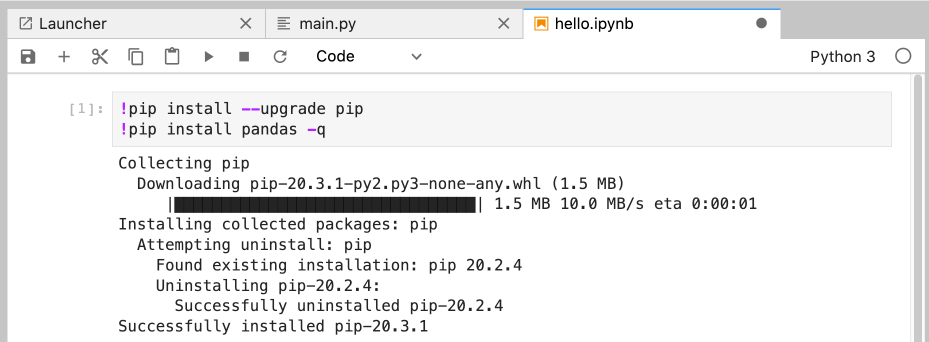 Launcher
main.py
hello.ipynb
Code
Python 3
[1]:
!pip install --upgrade pip
!pip install pandas -q
Collecting pip
  Downloading pip-20.3.1-py2.py3-none-any.whl (1.5 MB)
     |████████████████████████████████| 1.5 MB 10.0 MB/s eta 0:00:01
Installing collected packages: pip
  Attempting uninstall: pip
    Found existing installation: pip 20.2.4
    Uninstalling pip-20.2.4:
      Successfully uninstalled pip-20.2.4
Successfully installed pip-20.3.1